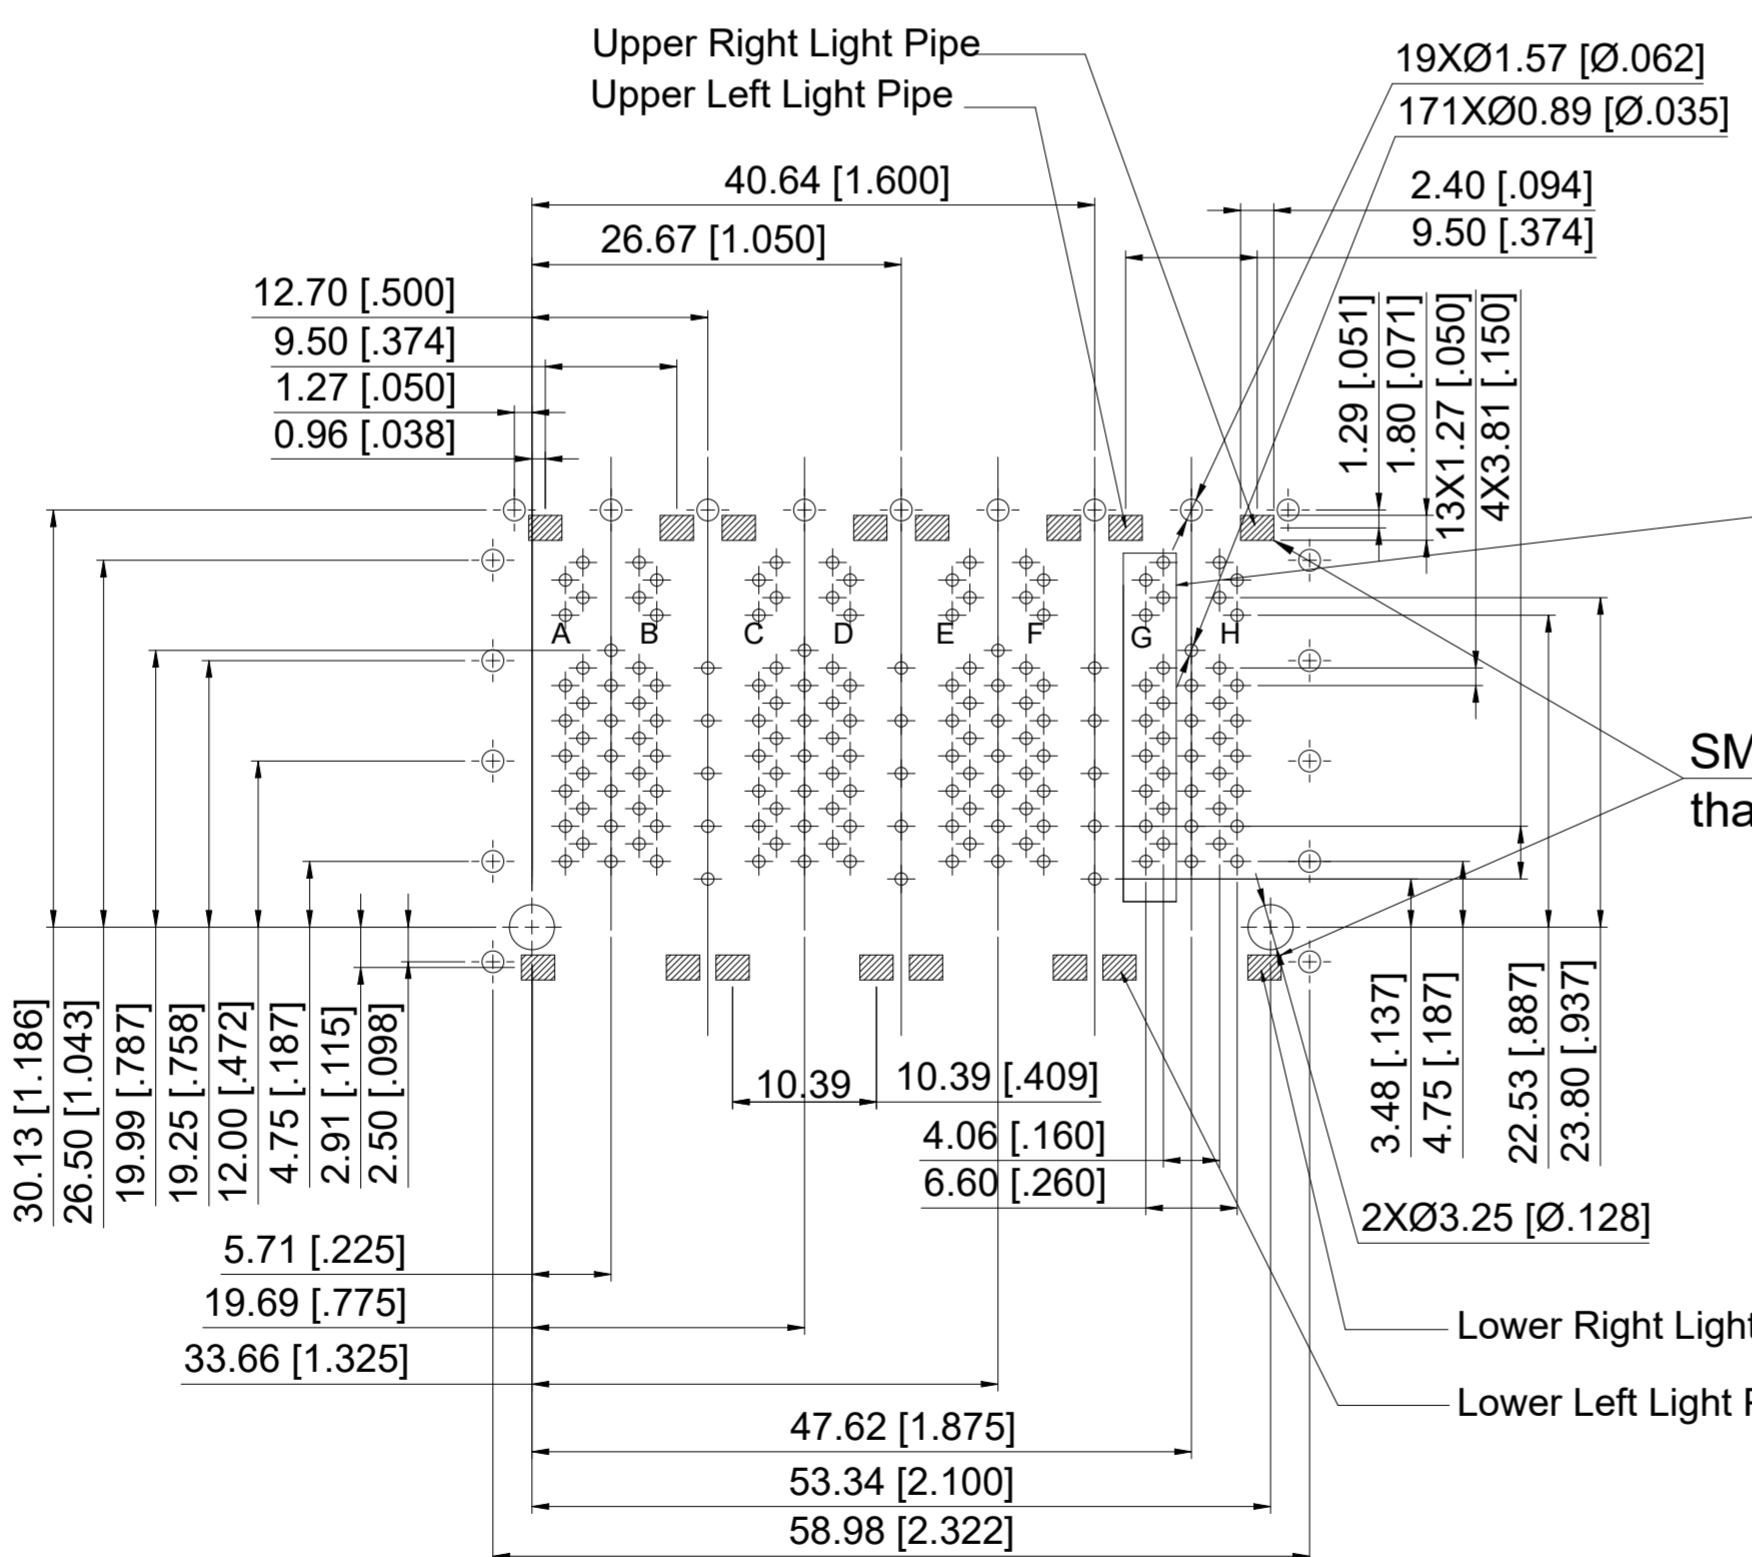 Upper Right Light Pipe
Upper Left Light Pipe
19XØ1.57 [Ø.062]
171XØ0.89 [Ø.035]
40.64 [1.600]
2.40 [.094]
26.67 [1.050]
9.50 [.374]
12.70 [.500]
9.50 [.374]
1.27 [.050]
0.96 [.038]
1.29 [.051]
1.80 [.071]
13X1.27 [.050]
4X3.81 [.150]
A B C D E F G H
SM
tha
30.13 [1.186]
26.50 [1.043]
19.99 [.787]
19.25 [.758]
12.00 [.472]
4.75 [.187]
2.91 [.115]
2.50 [.098]
3.48 [.137]
4.75 [.187]
22.53 [.887]
23.80 [.937]
10.39 10.39 [.409]
4.06 [.160]
6.60 [.260]
2XØ3.25 [Ø.128]
5.71 [.225]
19.69 [.775]
33.66 [1.325]
Lower Right Light
Lower Left Light P
47.62 [1.875]
53.34 [2.100]
58.98 [2.322]